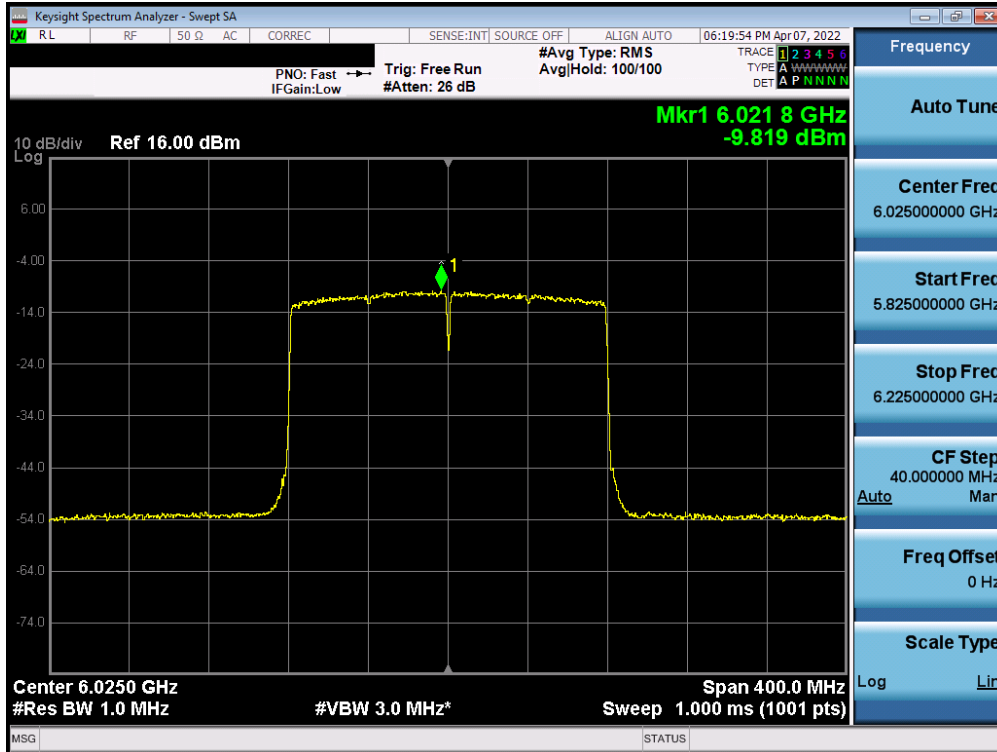 Keysight Spectrum Analyzer - Swept SA
LXI RL RF 50 Ω AC CORREC SENSE:INT SOURCE OFF ALIGN AUTO 06:19:54 PM Apr 07, 2022
PNO: Fast Trig: Free Run #Avg Type: RMS TRACE 1 2 3 4 5 6
IFGain:Low #Atten: 26 dB Avg|Hold: 100/100 TYPE A WWWWW
DET A P N N N N
Mkr1 6.021 8 GHz
-9.819 dBm
10 dB/div Ref 16.00 dBm
Log
6.00
-4.00
-14.0
-24.0
-34.0
-44.0
-54.0
-64.0
-74.0
1
Center 6.0250 GHz Span 400.0 MHz
#Res BW 1.0 MHz #VBW 3.0 MHz* Sweep 1.000 ms (1001 pts)
MSG STATUS
Frequency
Auto Tune
Center Freq
6.025000000 GHz
Start Freq
5.825000000 GHz
Stop Freq
6.225000000 GHz
CF Step
40.000000 MHz
Auto Man
Freq Offset
0 Hz
Scale Type
Log Lin